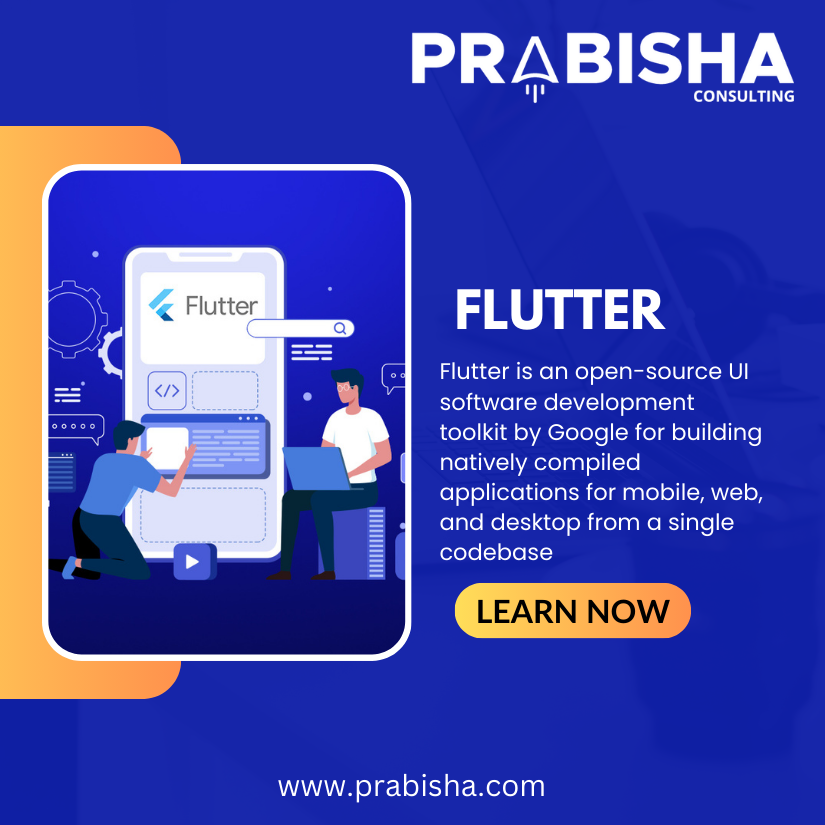 PRABISHA
CONSULTING
Flutter
</>
FLUTTER
Flutter is an open-source UI
software development
toolkit by Google for building
natively compiled
applications for mobile, web,
and desktop from a single
codebase
LEARN NOW
www.prabisha.com